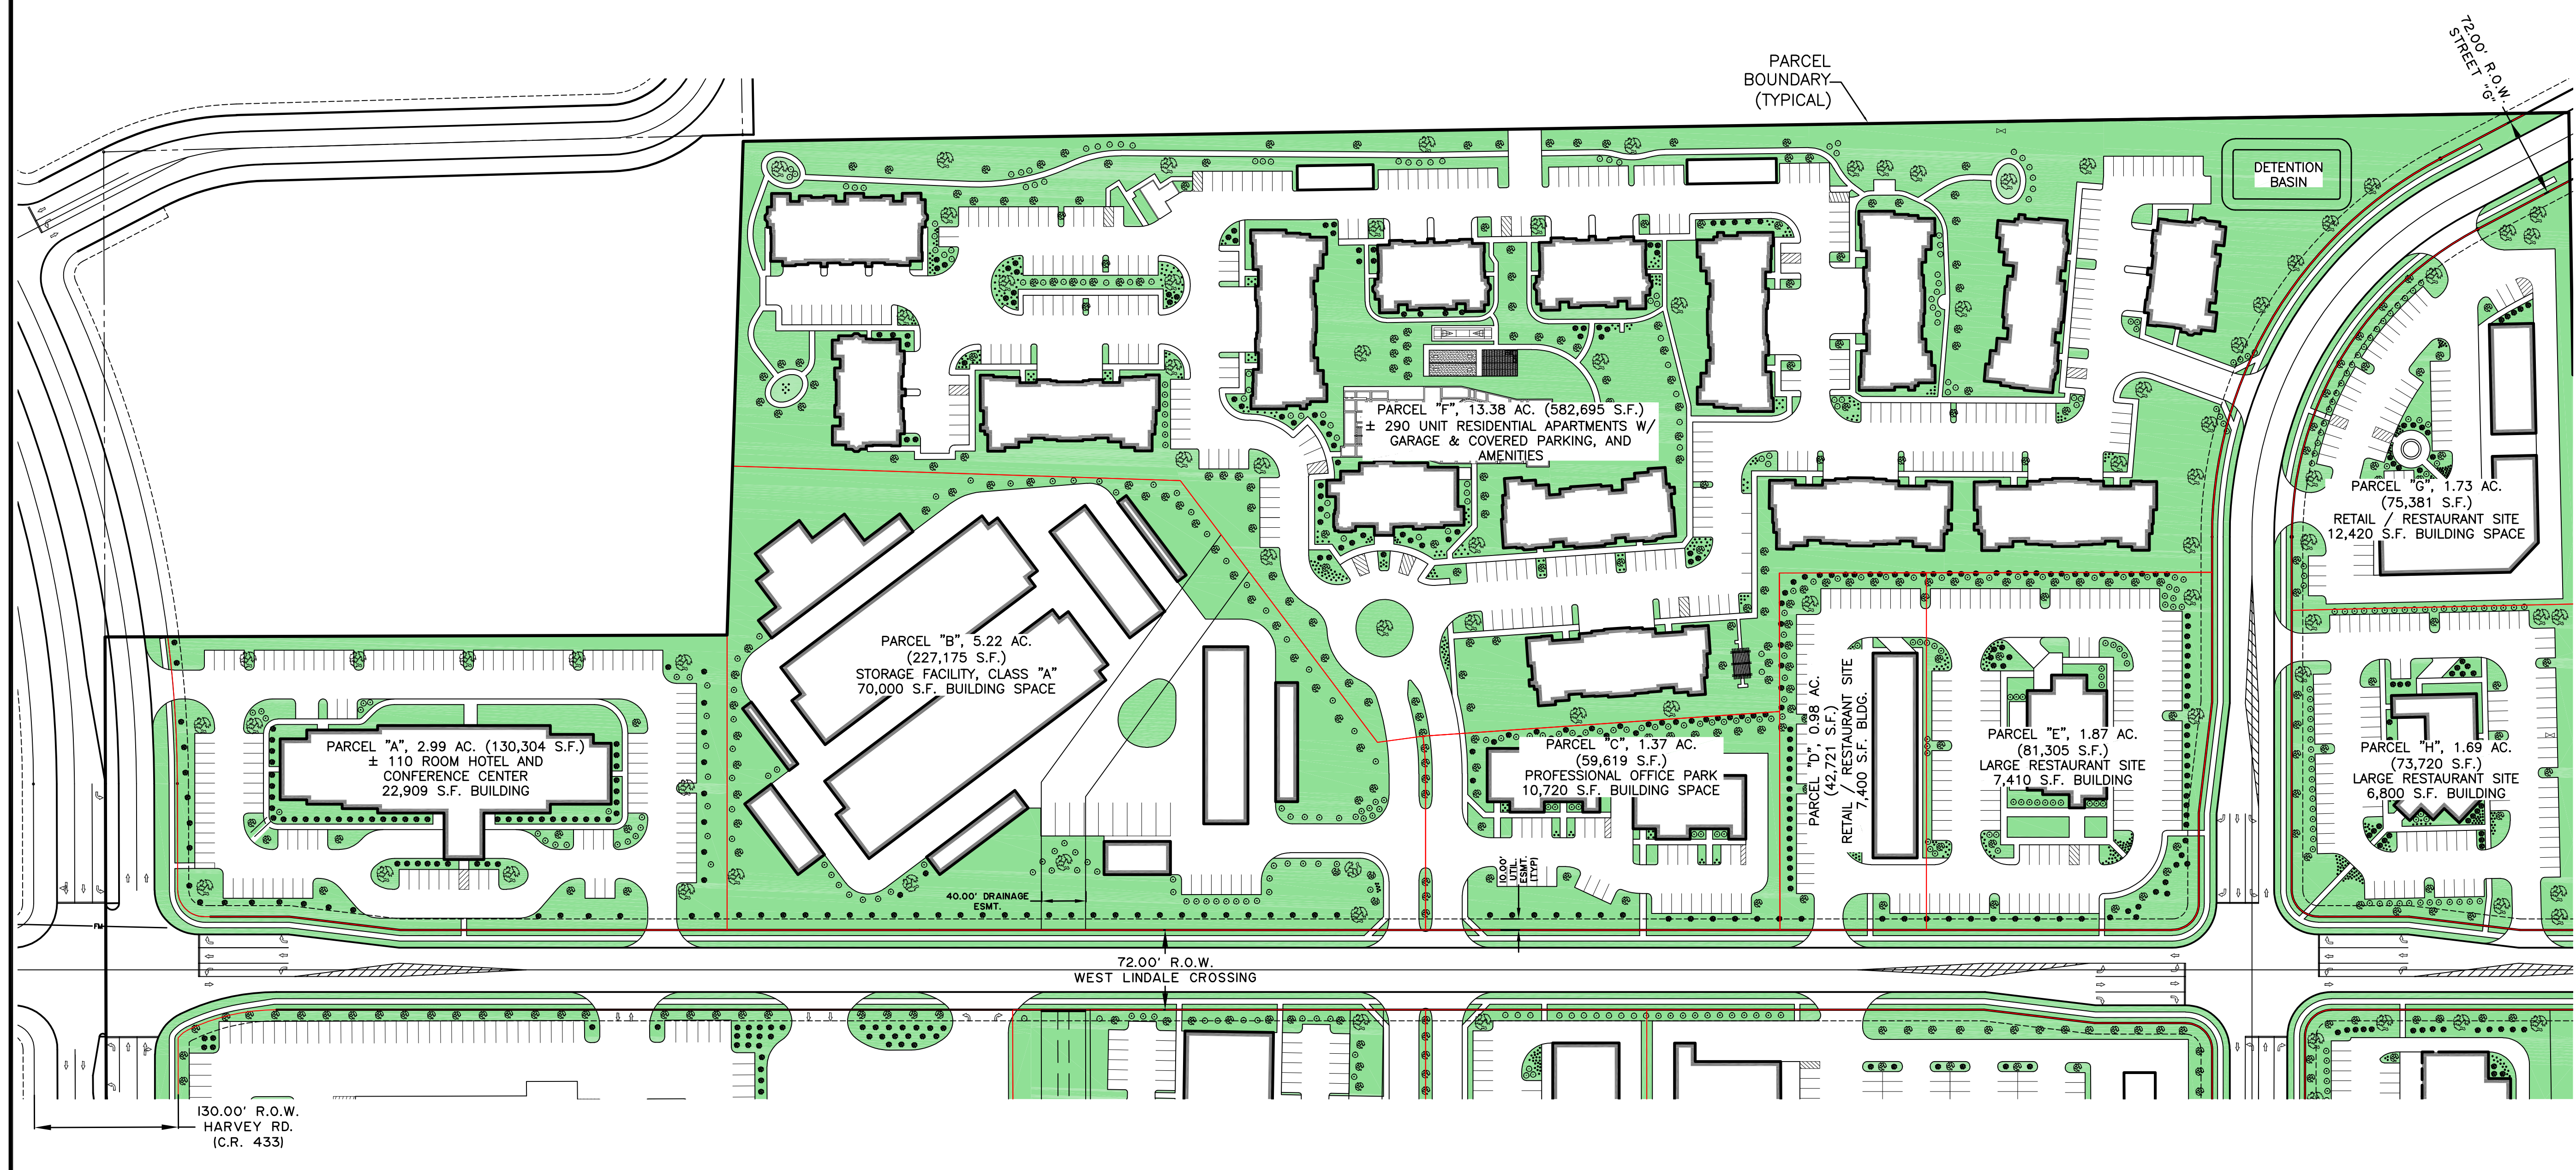 72.00' R.O.W.
STREET "G"
PARCEL
BOUNDARY
(TYPICAL)
DETENTION
BASIN
PARCEL "F", 13.38 AC. (582,695 S.F.)
± 290 UNIT RESIDENTIAL APARTMENTS W/
GARAGE & COVERED PARKING, AND
AMENITIES
PARCEL "G", 1.73 AC.
(75,381 S.F.)
RETAIL / RESTAURANT SITE
12,420 S.F. BUILDING SPACE
PARCEL "B", 5.22 AC.
(227,175 S.F.)
STORAGE FACILITY, CLASS "A"
70,000 S.F. BUILDING SPACE
PARCEL "A", 2.99 AC. (130,304 S.F.)
± 110 ROOM HOTEL AND
CONFERENCE CENTER
22,909 S.F. BUILDING
PARCEL "C", 1.37 AC.
(59,619 S.F.)
PROFESSIONAL OFFICE PARK
10,720 S.F. BUILDING SPACE
PARCEL "D", 0.98 AC.
(42,721 S.F.)
RETAIL / RESTAURANT SITE
7,400 S.F. BLDG.
PARCEL "E", 1.87 AC.
(81,305 S.F.)
LARGE RESTAURANT SITE
7,410 S.F. BUILDING
PARCEL "H", 1.69 AC.
(73,720 S.F.)
LARGE RESTAURANT SITE
6,800 S.F. BUILDING
10.00'
UTIL.
ESMT.
(TYP)
40.00' DRAINAGE
ESMT.
FM
72.00' R.O.W.
WEST LINDALE CROSSING
130.00' R.O.W.
HARVEY RD.
(C.R. 433)